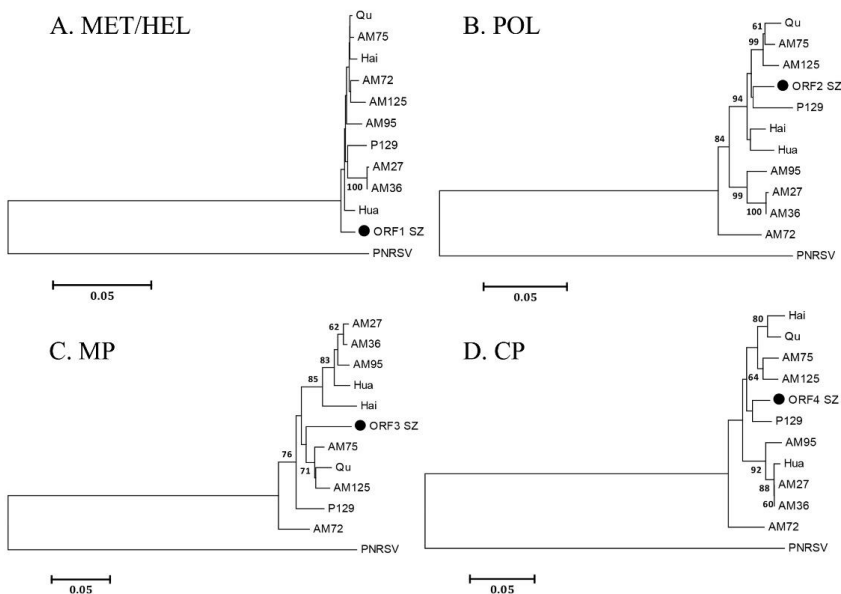 A. MET/HEL
Qu
AM75
Hai
AM72
AM125
AM95
P129
AM27
100
AM36
Hua
ORF1 SZ
PNRSV
0.05
B. POL
61
Qu
99
AM75
AM125
ORF2 SZ
94
P129
Hai
84
Hua
AM95
99
AM27
100
AM36
AM72
PNRSV
0.05
C. MP
62
AM27
AM36
83
AM95
85
Hua
Hai
ORF3 SZ
AM75
76
71
Qu
AM125
P129
AM72
PNRSV
0.05
D. CP
80
Hai
Qu
AM75
64
AM125
ORF4 SZ
P129
AM95
92
Hua
88
AM27
60
AM36
AM72
PNRSV
0.05